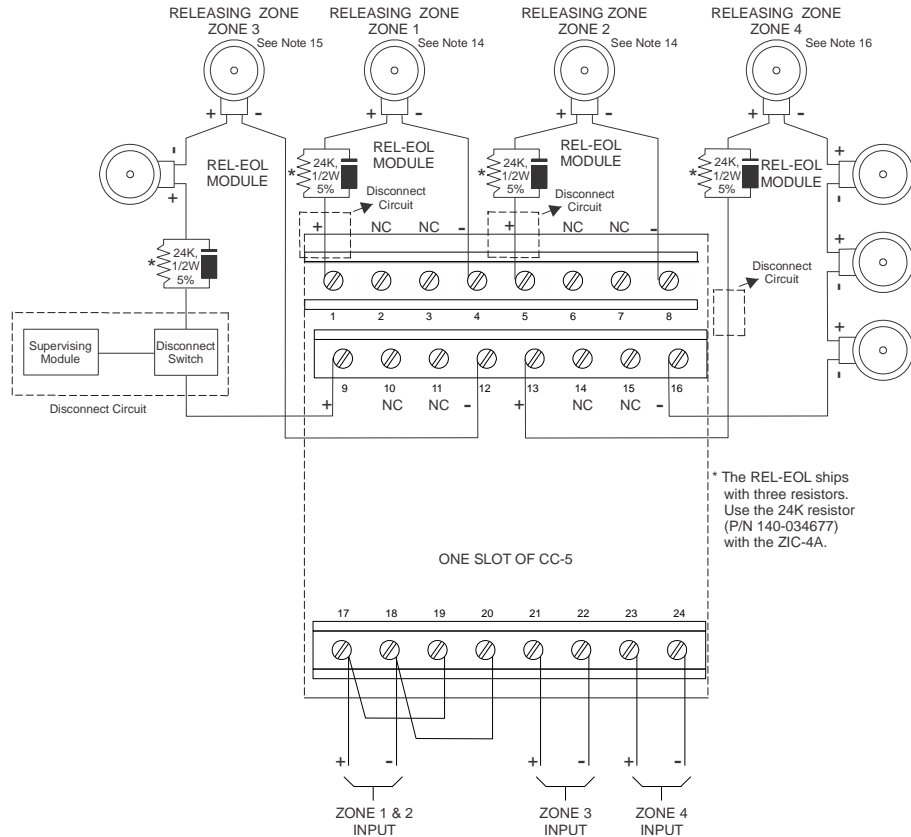 RELEASING ZONE
ZONE 3
See Note 15
RELEASING ZONE
ZONE 1
See Note 14
RELEASING ZONE
ZONE 2
See Note 14
RELEASING ZONE
ZONE 4
See Note 16
+ -
+ -
+ -
+ -
-
+
REL-EOL
MODULE
*
24K,
1/2W
5%
REL-EOL
MODULE
Disconnect
Circuit
*
24K,
1/2W
5%
REL-EOL
MODULE
Disconnect
Circuit
*
24K,
1/2W
5%
REL-EOL
MODULE
+
-
+
-
+
-
*
24K,
1/2W
5%
Disconnect
Circuit
+ NC NC - + NC NC -
1 2 3 4 5 6 7 8
Supervising
Module
Disconnect
Switch
Disconnect Circuit
9 10 11 12 13 14 15 16
+ NC NC - + NC NC -
* The REL-EOL ships
with three resistors.
Use the 24K resistor
(P/N 140-034677)
with the ZIC-4A.
ONE SLOT OF CC-5
17 18 19 20 21 22 23 24
+ - + - + -
ZONE 1 & 2
INPUT
ZONE 3
INPUT
ZONE 4
INPUT